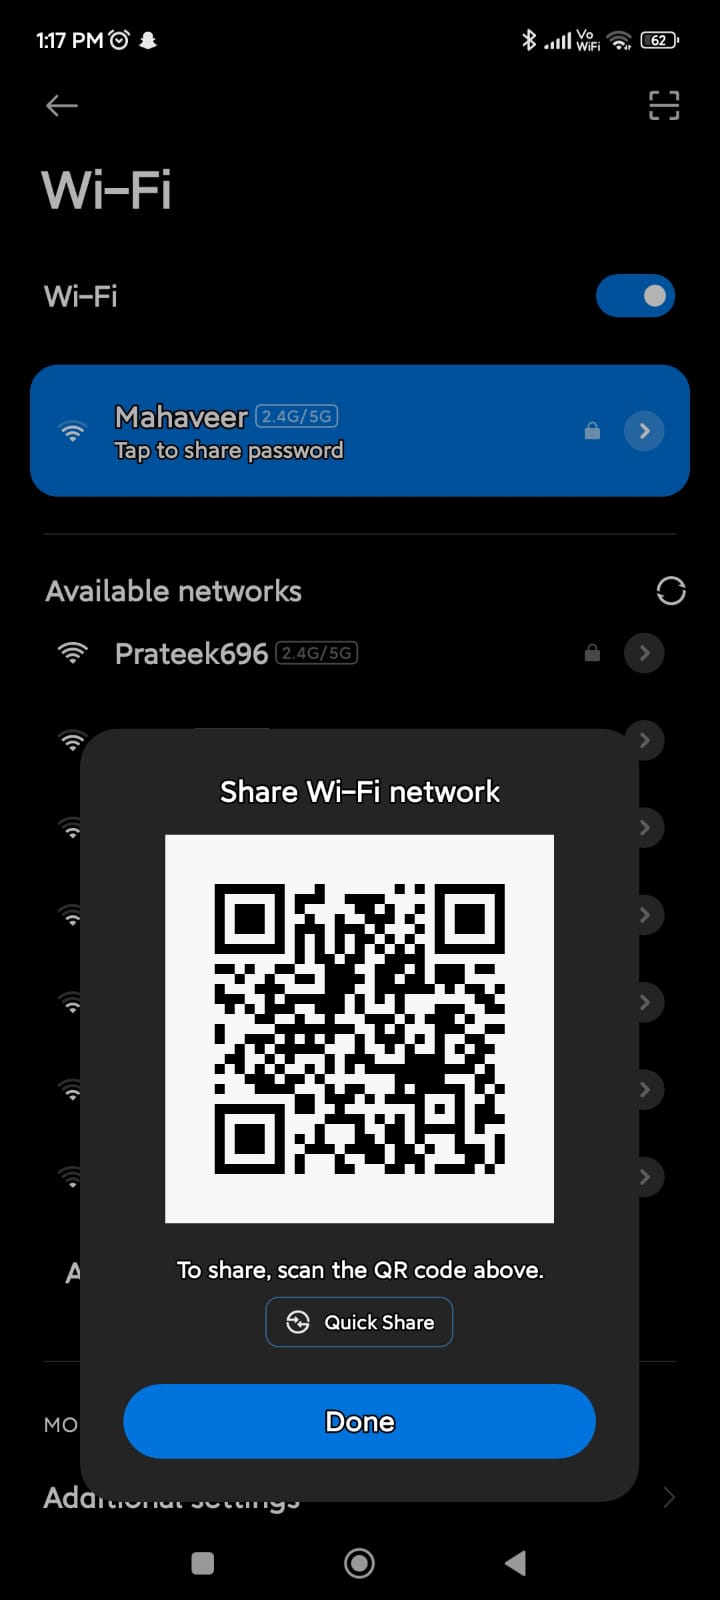 1:17 PM
Vo
WiFi
62
Wi-Fi
Wi-Fi
Mahaveer 2.4G/5G
Tap to share password
Available networks
Prateek696 2.4G/5G
Share Wi-Fi network
To share, scan the QR code above.
Quick Share
Done
A
MO
Additional settings